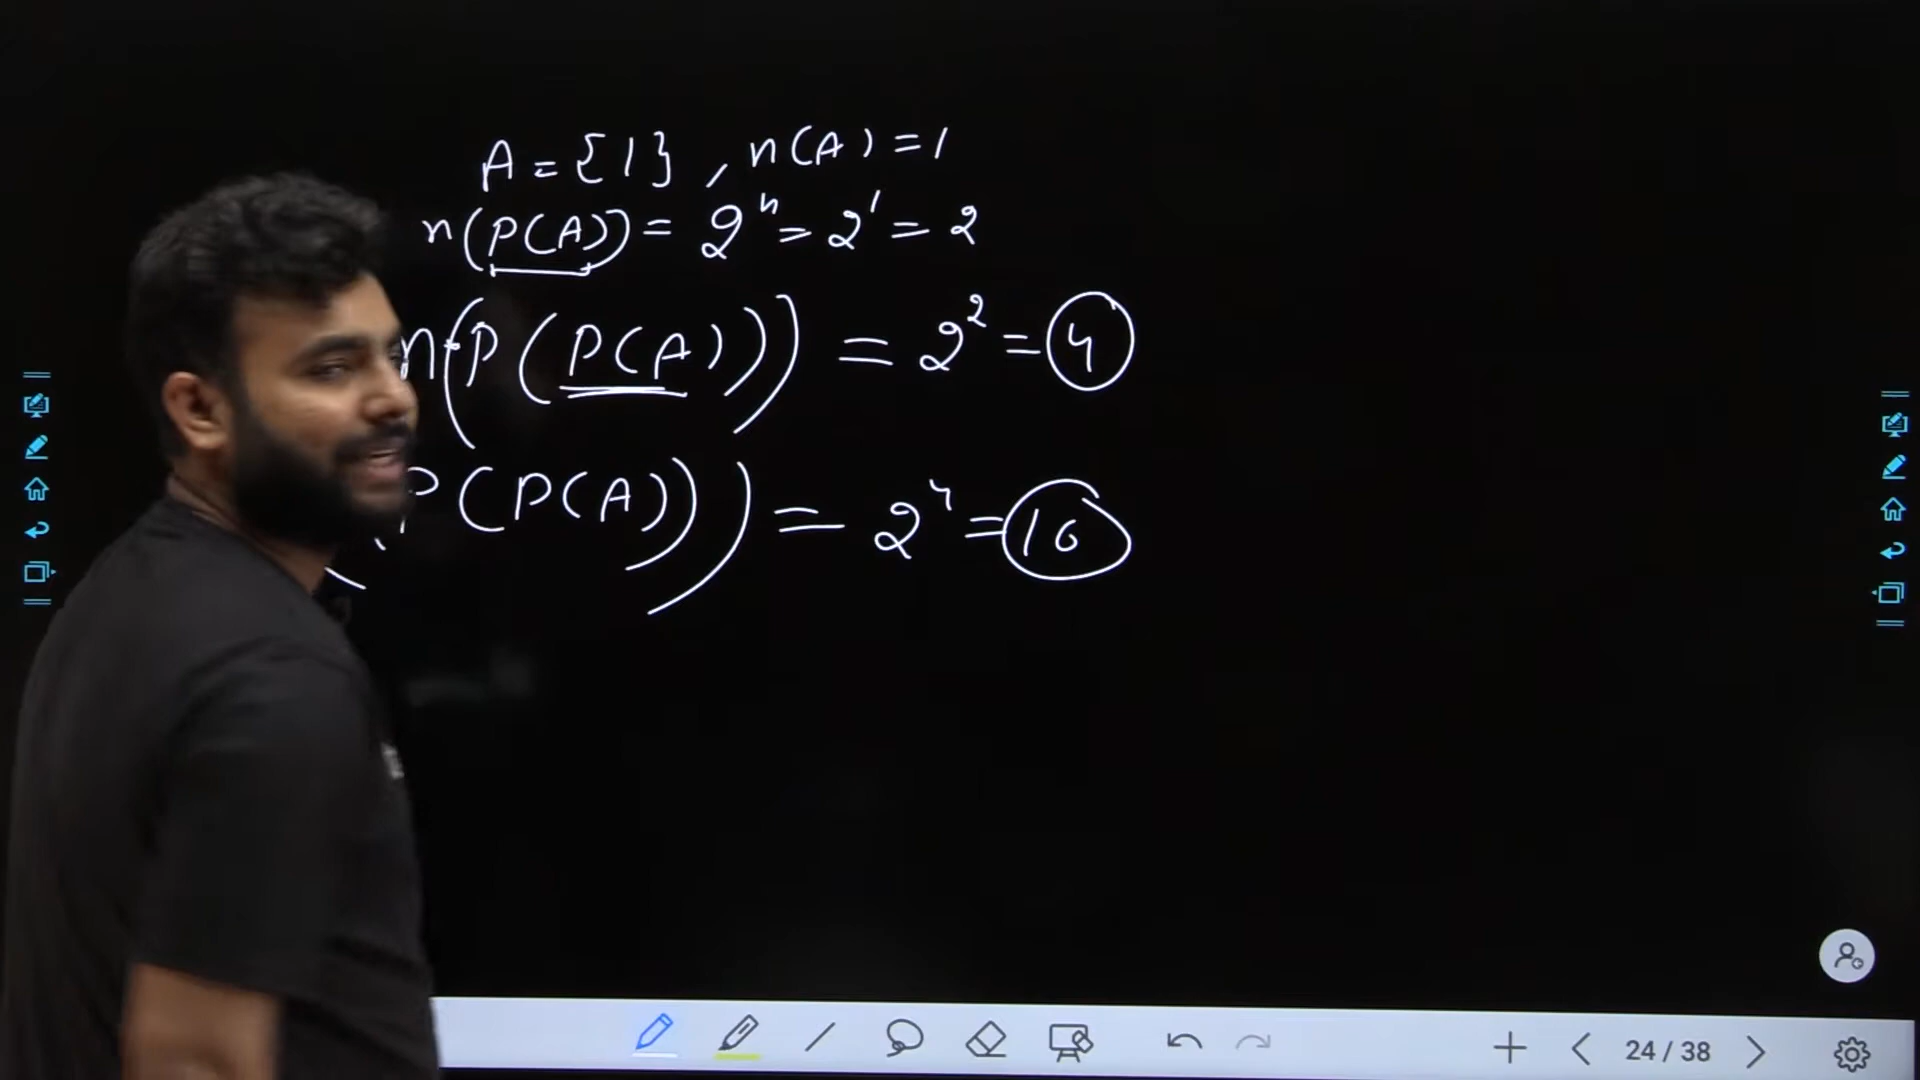 A = {1}, n(A) = 1
n(P(A)) = 2ⁿ = 2¹ = 2
n(P(P(A))) = 2² = 4
P(P(A))) = 2⁴ = 16
24 / 38